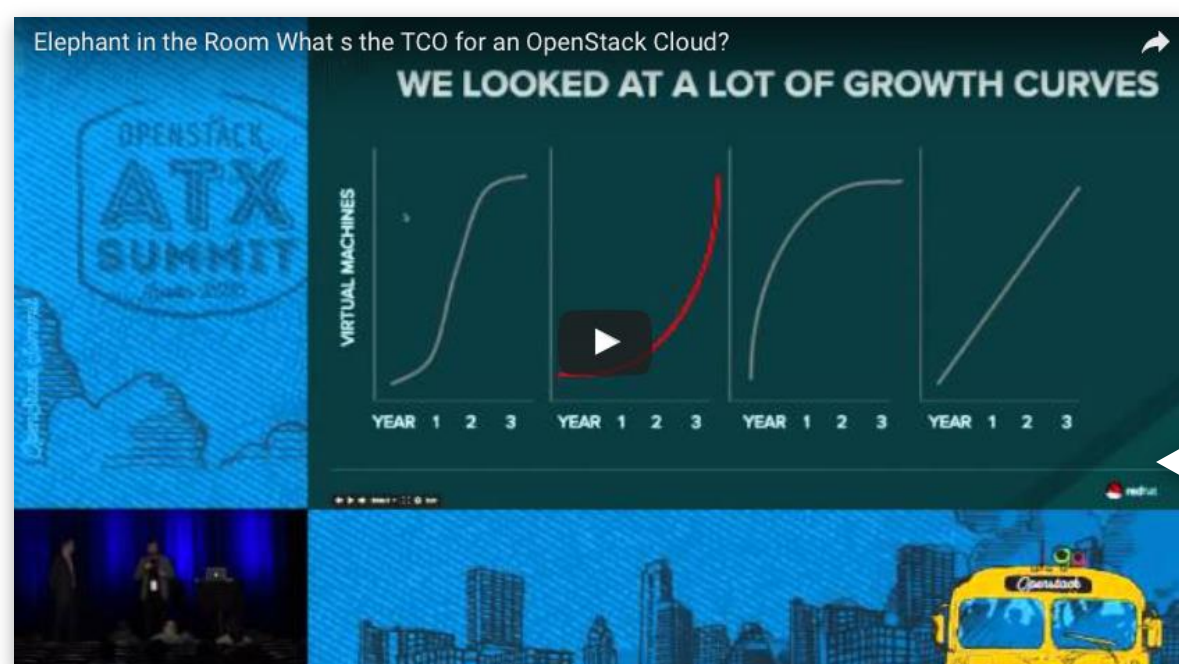 Elephant in the Room What s the TCO for an OpenStack Cloud?
WE LOOKED AT A LOT OF GROWTH CURVES
OPENSTACK
ATX
SUMMIT
VIRTUAL MACHINES
YEAR 1 2 3
YEAR 1 2 3
YEAR 1 2 3
YEAR 1 2 3
redhat
Openstack